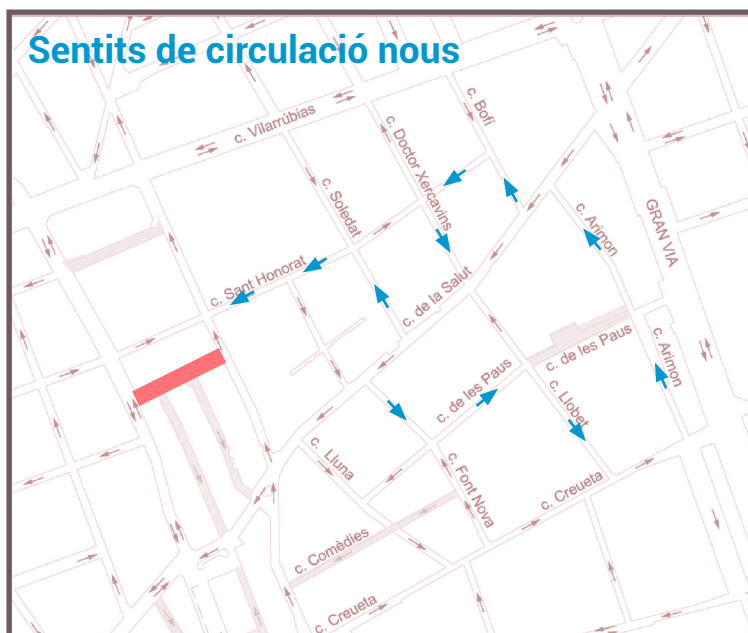 Sentits de circulació nous
c. Vilarrúbias
c. Doctor Xercavins
c. Bofí
c. Soledat
c. Arimon
GRAN VIA
c. Sant Honorat
c. de la Salut
c. de les Paus
c. Arimon
c. de les Paus
c. Llobet
c. Lluna
c. Font Nova
c. Creueta
c. Comèdies
c. Creueta